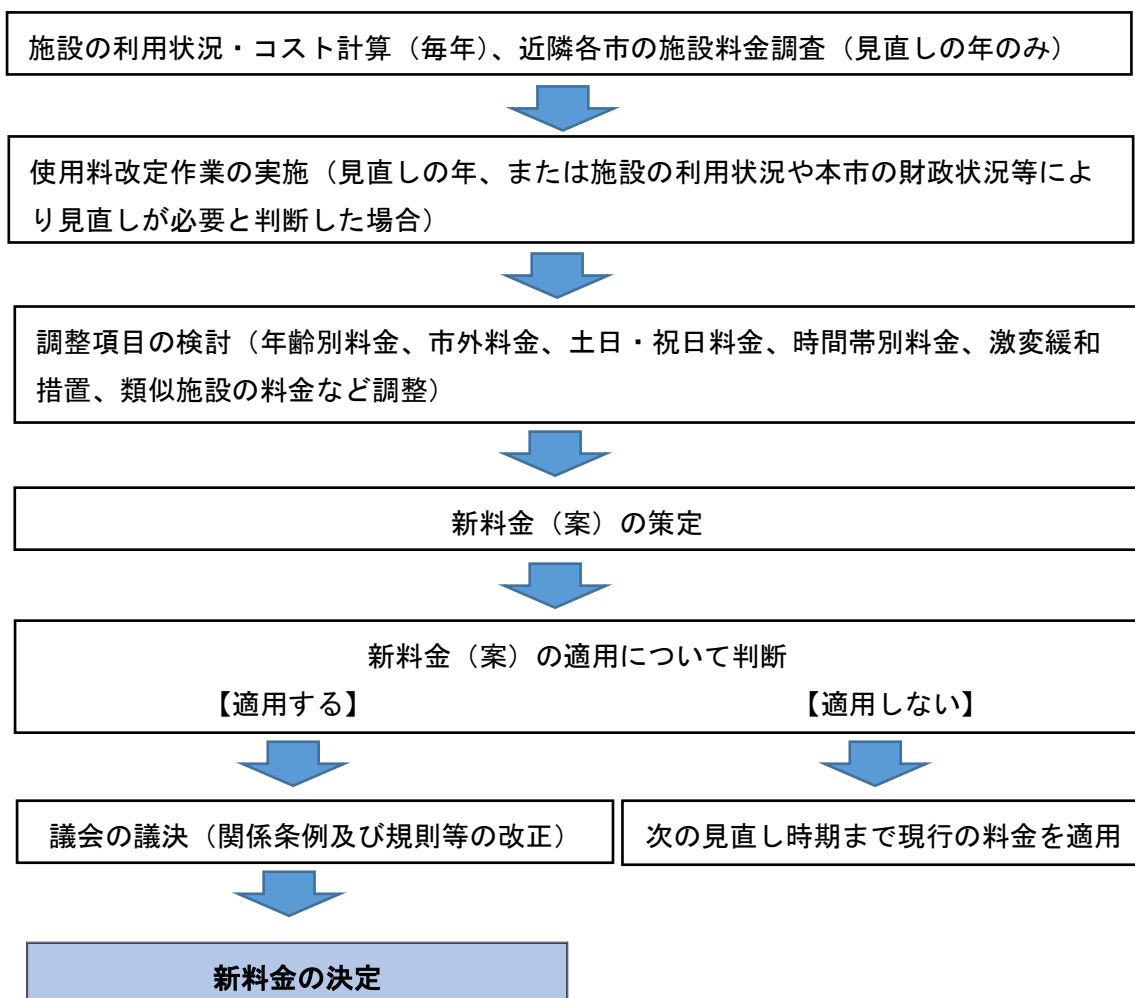 施設の利用状況・コスト計算（毎年）、近隣各市の施設料金調査（見直しの年のみ）
使用料改定作業の実施（見直しの年、または施設の利用状況や本市の財政状況等によ
り見直しが必要と判断した場合）
調整項目の検討（年齢別料金、市外料金、土日・祝日料金、時間帯別料金、激変緩和
措置、類似施設の料金など調整）
新料金（案）の策定
新料金（案）の適用について判断
【適用する】 【適用しない】
議会の議決（関係条例及び規則等の改正） 次の見直し時期まで現行の料金を適用
新料金の決定